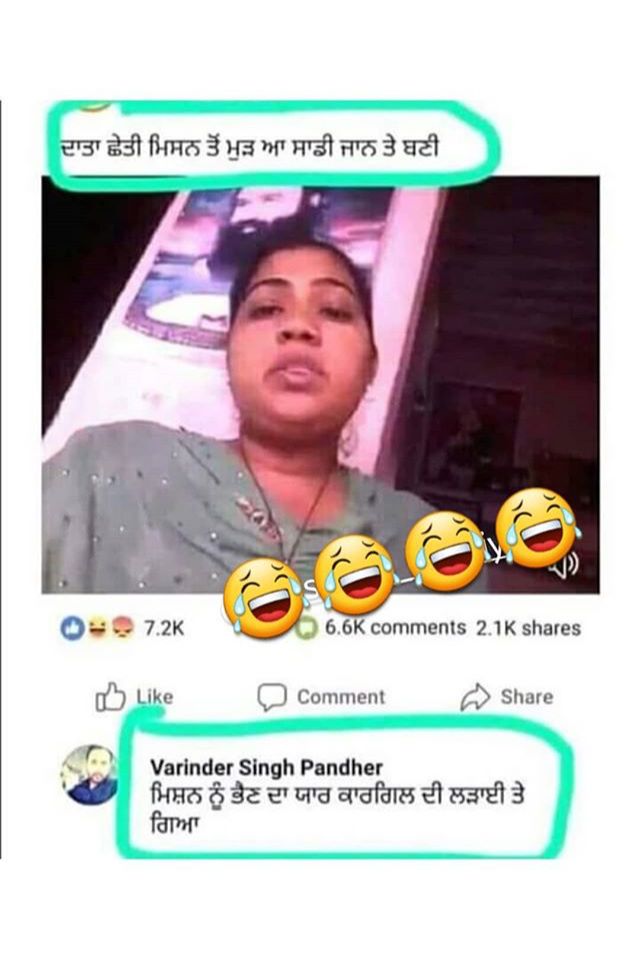 ਦਾਤਾ ਛੇਤੀ ਮਿਸਨ ਤੋਂ ਮੁੜ ਆ ਸਾਡੀ ਜਾਨ ਤੇ ਬਣੀ
7.2K 6.6K comments 2.1K shares
Like Comment Share
Varinder Singh Pandher
ਮਿਸ਼ਨ ਨੂੰ ਭੈਣ ਦਾ ਯਾਰ ਕਾਰਗਿਲ ਦੀ ਲੜਾਈ ਤੇ
ਗਿਆ